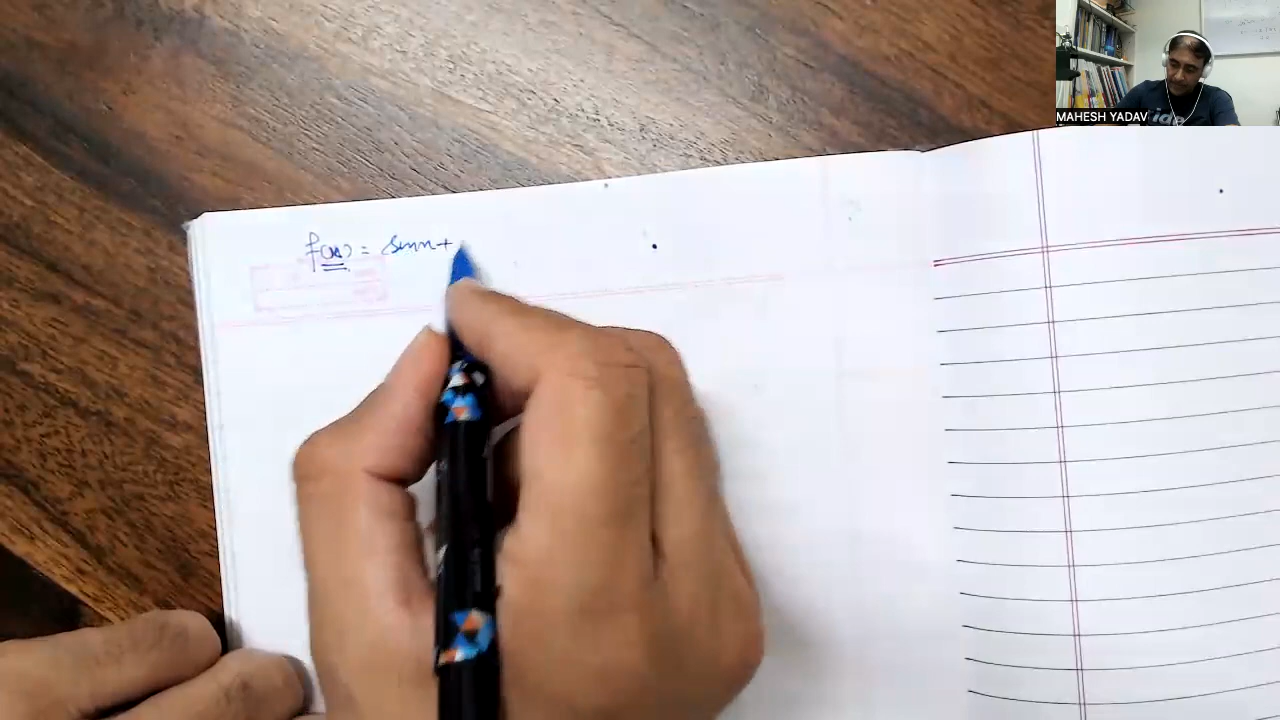 MAHESH YADAV
f(x) = sinx +